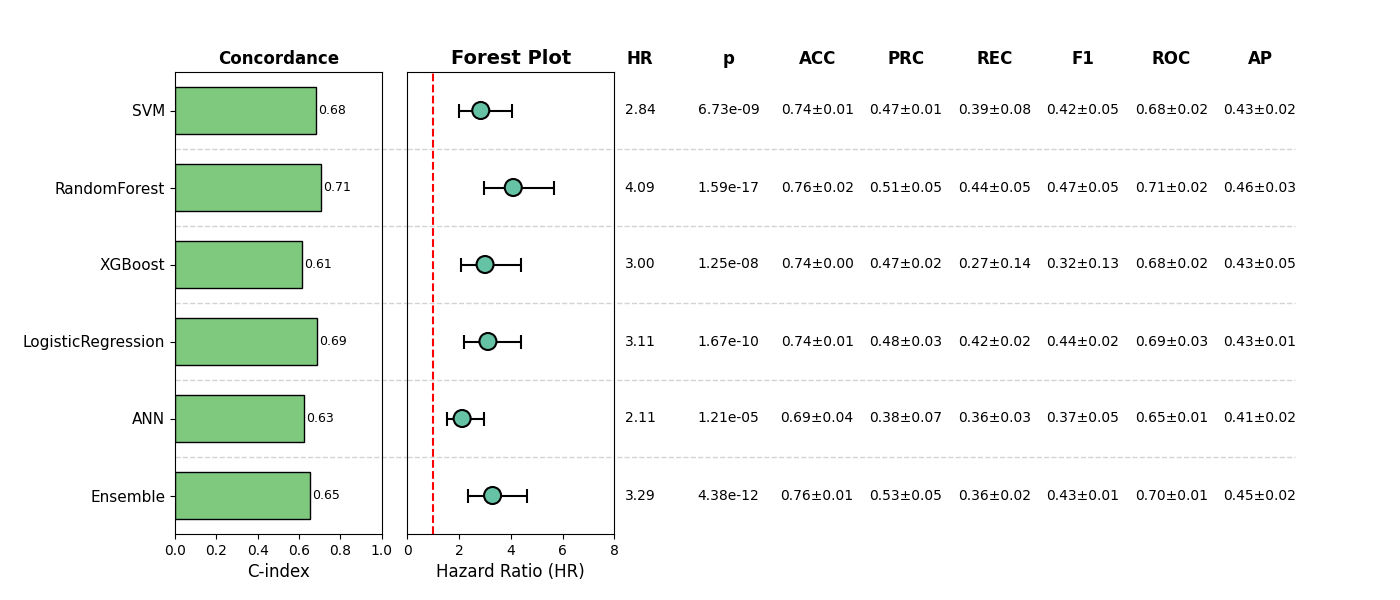 Concordance Forest Plot HR p ACC PRC REC F1 ROC AP
SVM 0.68 2.84 6.73e-09 0.74±0.01 0.47±0.01 0.39±0.08 0.42±0.05 0.68±0.02 0.43±0.02
RandomForest 0.71 4.09 1.59e-17 0.76±0.02 0.51±0.05 0.44±0.05 0.47±0.05 0.71±0.02 0.46±0.03
XGBoost 0.61 3.00 1.25e-08 0.74±0.00 0.47±0.02 0.27±0.14 0.32±0.13 0.68±0.02 0.43±0.05
LogisticRegression 0.69 3.11 1.67e-10 0.74±0.01 0.48±0.03 0.42±0.02 0.44±0.02 0.69±0.03 0.43±0.01
ANN 0.63 2.11 1.21e-05 0.69±0.04 0.38±0.07 0.36±0.03 0.37±0.05 0.65±0.01 0.41±0.02
Ensemble 0.65 3.29 4.38e-12 0.76±0.01 0.53±0.05 0.36±0.02 0.43±0.01 0.70±0.01 0.45±0.02
0.0 0.2 0.4 0.6 0.8 1.0 0 2 4 6 8
C-index Hazard Ratio (HR)